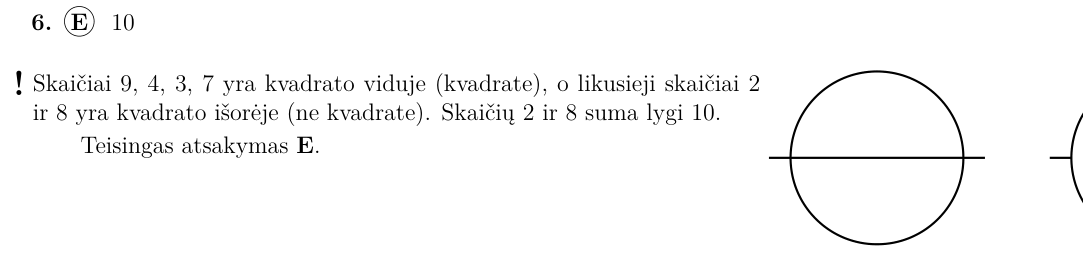 6. E 10
! Skaičiai 9, 4, 3, 7 yra kvadrato viduje (kvadrate), o likusieji skaičiai 2
ir 8 yra kvadrato išorėje (ne kvadrate). Skaičių 2 ir 8 suma lygi 10.
Teisingas atsakymas E.